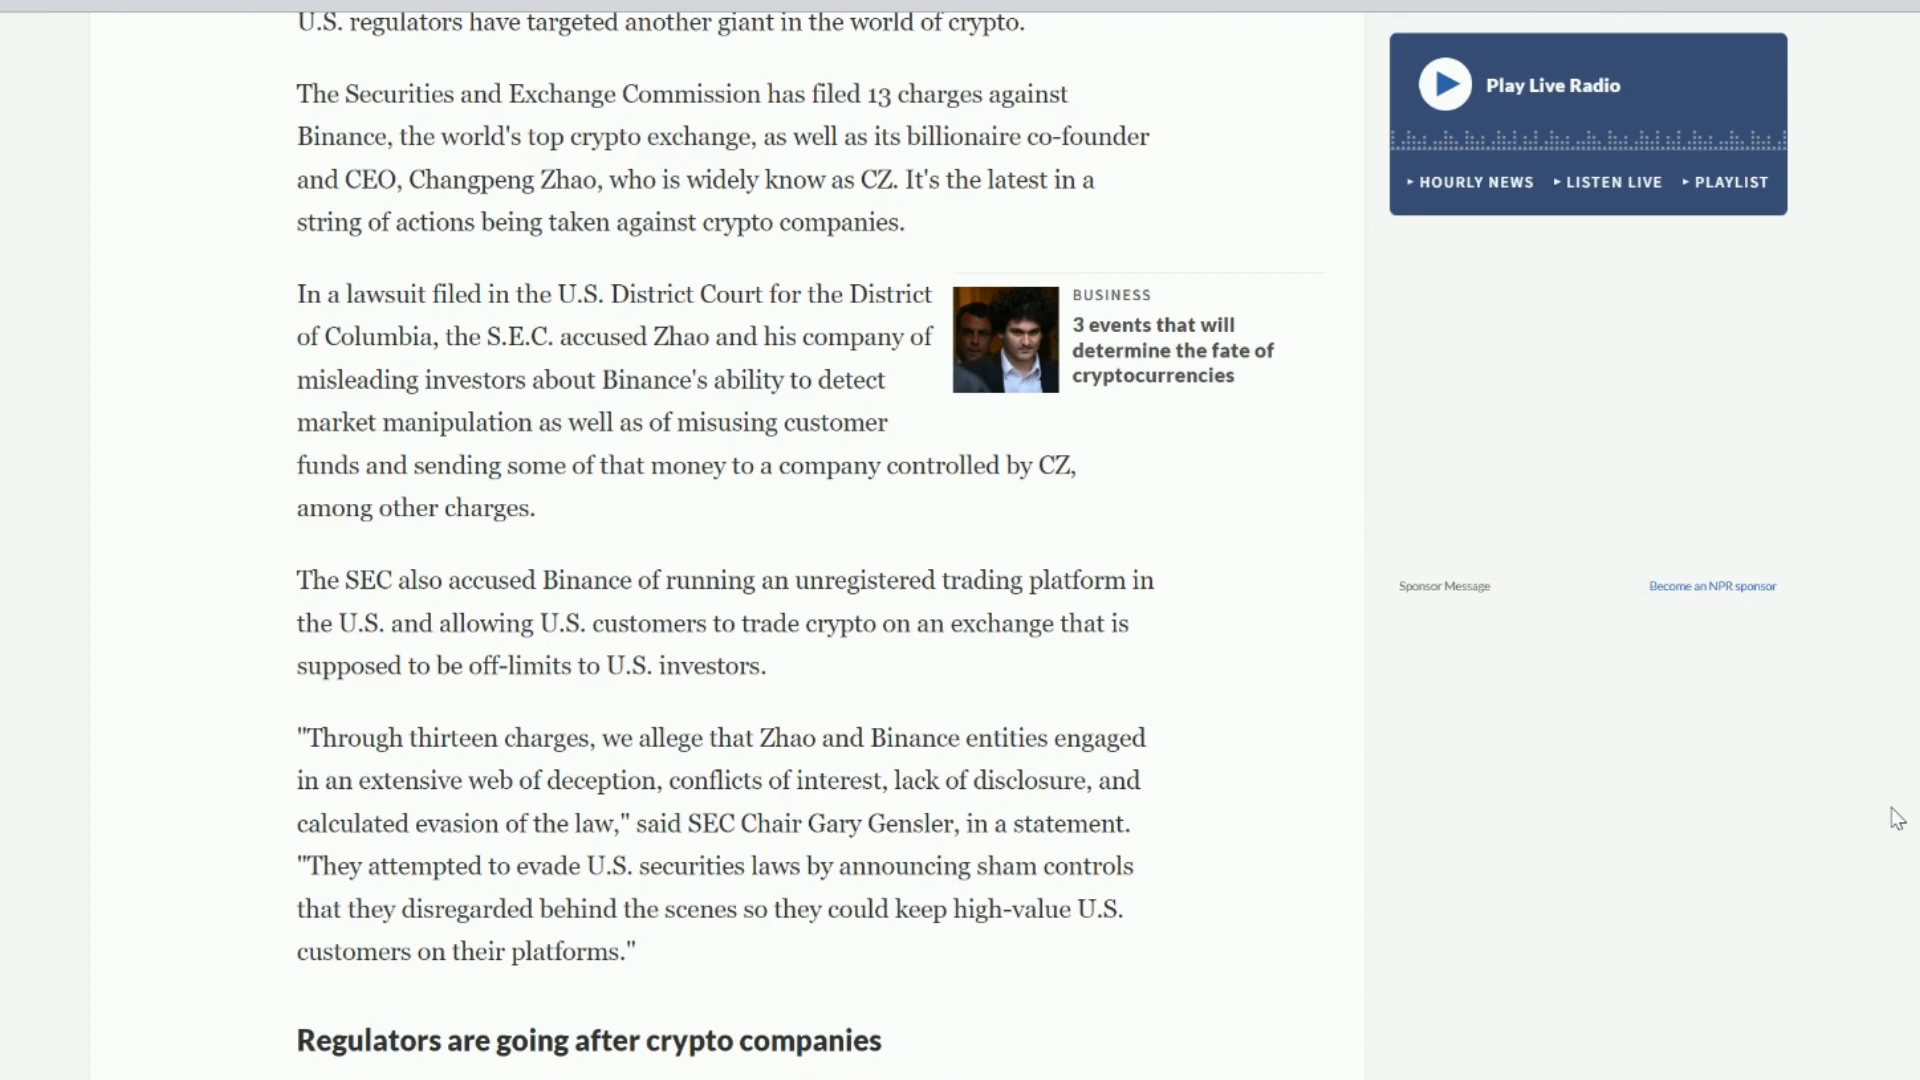 U.S. regulators have targeted another giant in the world of crypto.
The Securities and Exchange Commission has filed 13 charges against
Binance, the world's top crypto exchange, as well as its billionaire co-founder
and CEO, Changpeng Zhao, who is widely know as CZ. It's the latest in a
string of actions being taken against crypto companies.
In a lawsuit filed in the U.S. District Court for the District
of Columbia, the S.E.C. accused Zhao and his company of
misleading investors about Binance's ability to detect
market manipulation as well as of misusing customer
funds and sending some of that money to a company controlled by CZ,
among other charges.
BUSINESS
3 events that will
determine the fate of
cryptocurrencies
The SEC also accused Binance of running an unregistered trading platform in
the U.S. and allowing U.S. customers to trade crypto on an exchange that is
supposed to be off-limits to U.S. investors.
"Through thirteen charges, we allege that Zhao and Binance entities engaged
in an extensive web of deception, conflicts of interest, lack of disclosure, and
calculated evasion of the law," said SEC Chair Gary Gensler, in a statement.
"They attempted to evade U.S. securities laws by announcing sham controls
that they disregarded behind the scenes so they could keep high-value U.S.
customers on their platforms."
Regulators are going after crypto companies
Play Live Radio
HOURLY NEWS LISTEN LIVE PLAYLIST
Sponsor Message Become an NPR sponsor